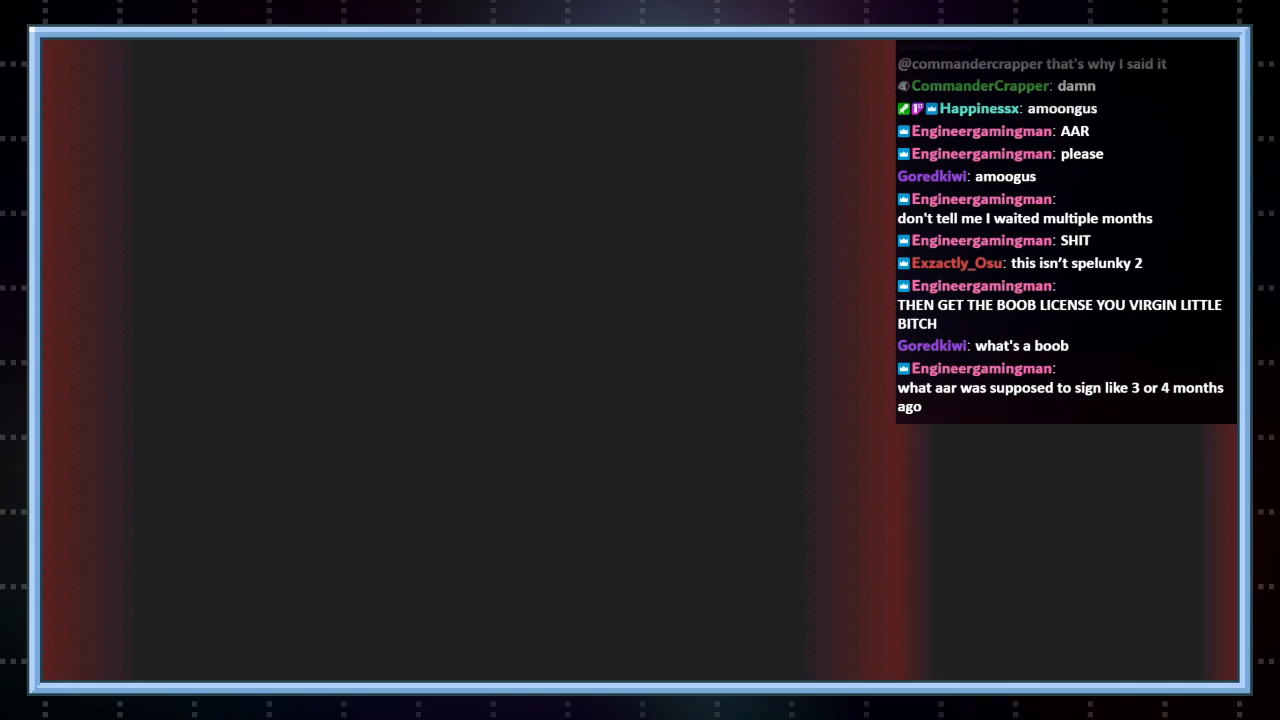 @commandercrapper that's why I said it
CommanderCrapper: damn
Happinessx: amoongus
Engineergamingman: AAR
Engineergamingman: please
Goredkiwi: amoogus
Engineergamingman:
don't tell me I waited multiple months
Engineergamingman: SHIT
Exzactly_Osu: this isn’t spelunky 2
Engineergamingman:
THEN GET THE BOOB LICENSE YOU VIRGIN LITTLE
BITCH
Goredkiwi: what's a boob
Engineergamingman:
what aar was supposed to sign like 3 or 4 months
ago